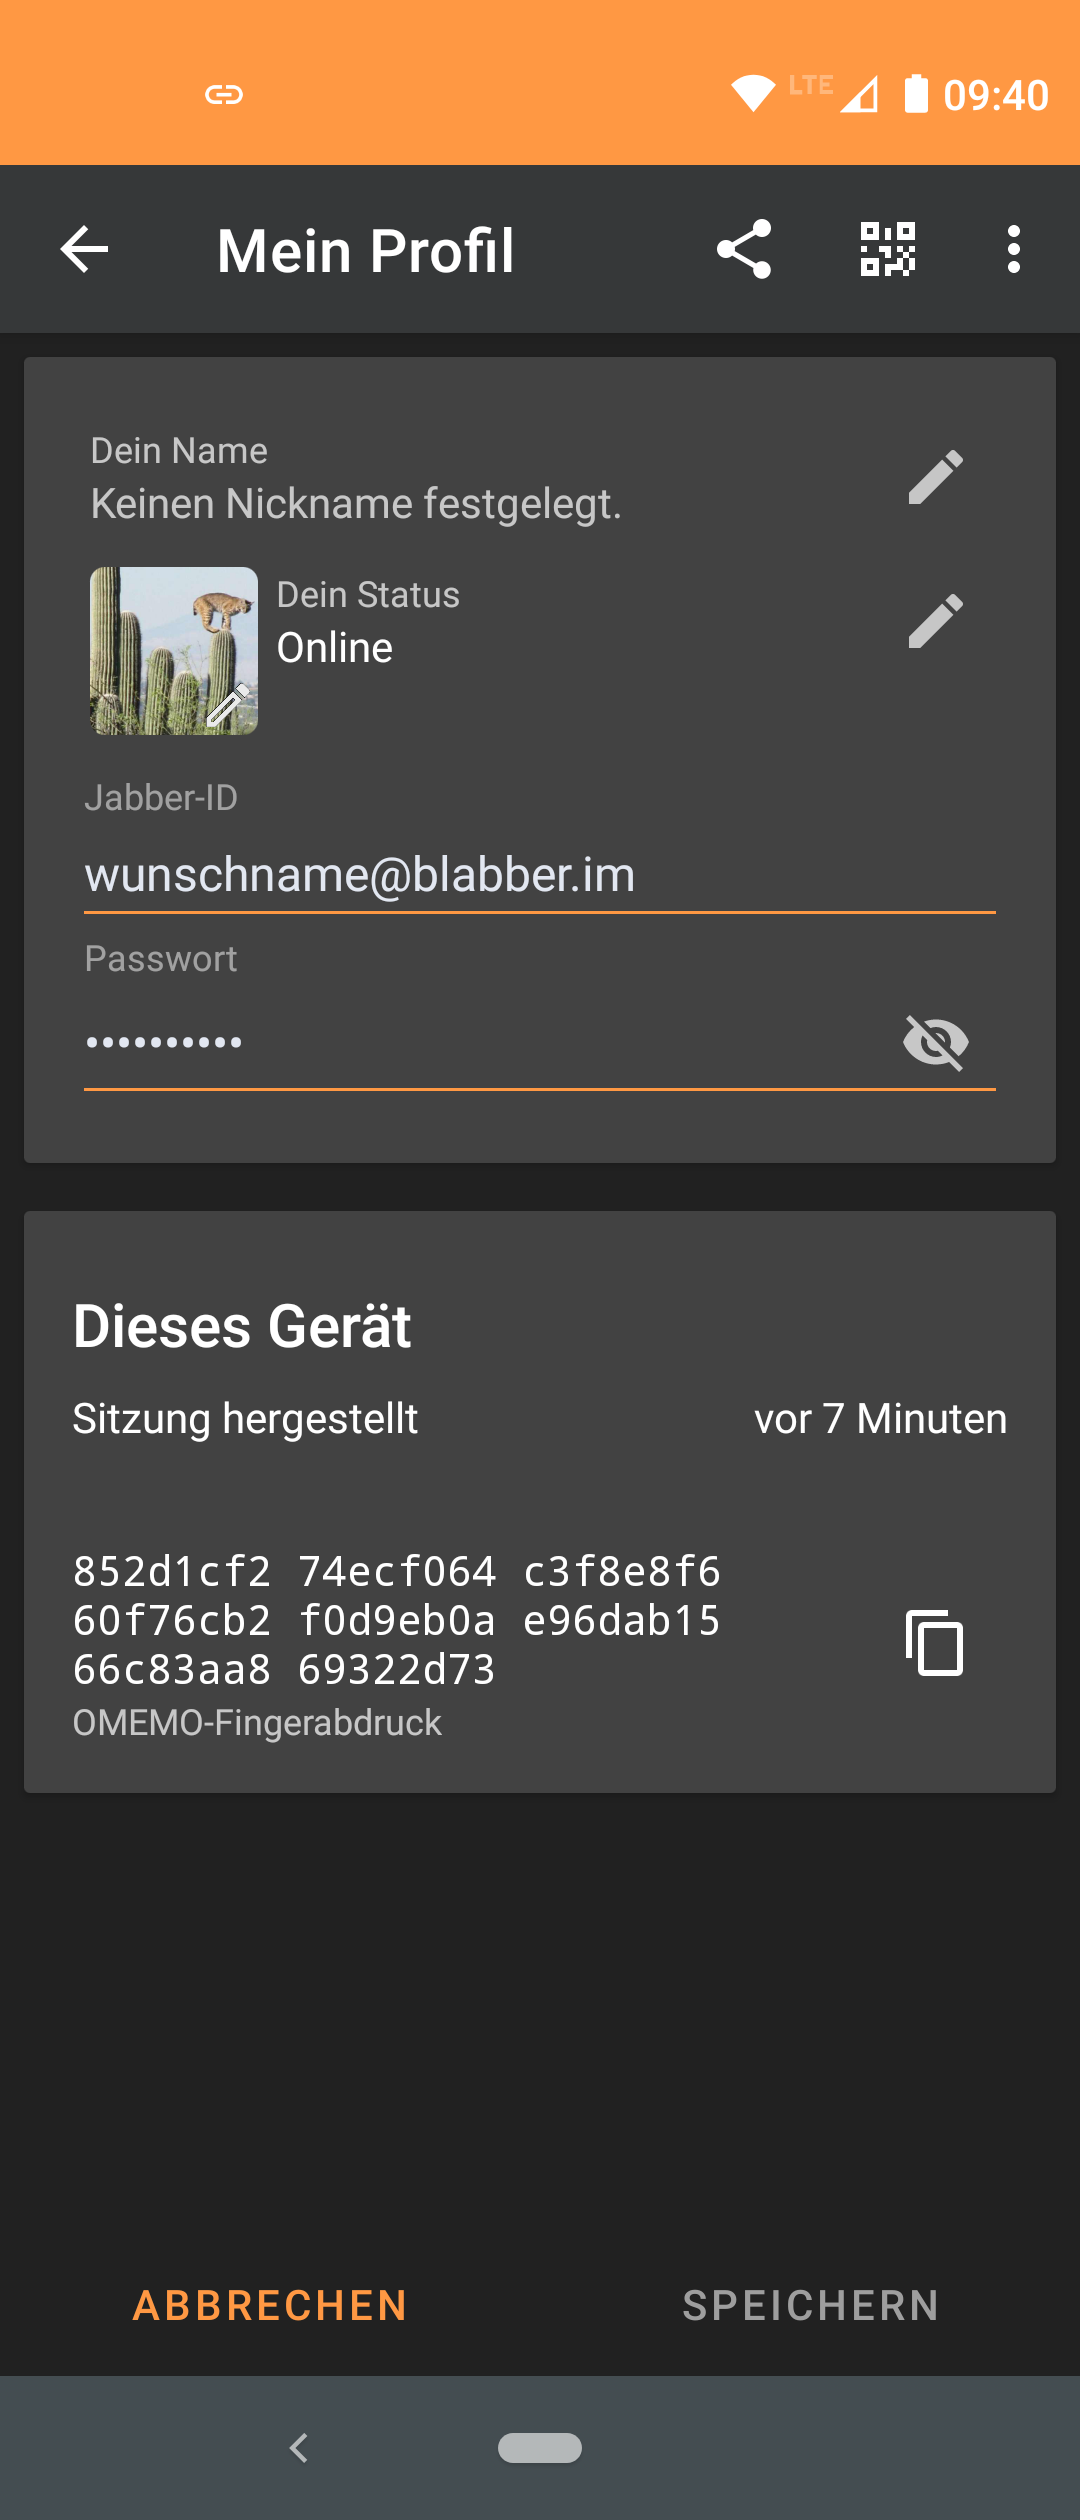 LTE 09:40
Mein Profil
Dein Name
Keinen Nickname festgelegt.
Dein Status
Online
Jabber-ID
wunschname@blabber.im
Passwort
••••••••••
Dieses Gerät
Sitzung hergestellt vor 7 Minuten
852d1cf2 74ecf064 c3f8e8f6
60f76cb2 f0d9eb0a e96dab15
66c83aa8 69322d73
OMEMO-Fingerabdruck
ABBRECHEN SPEICHERN